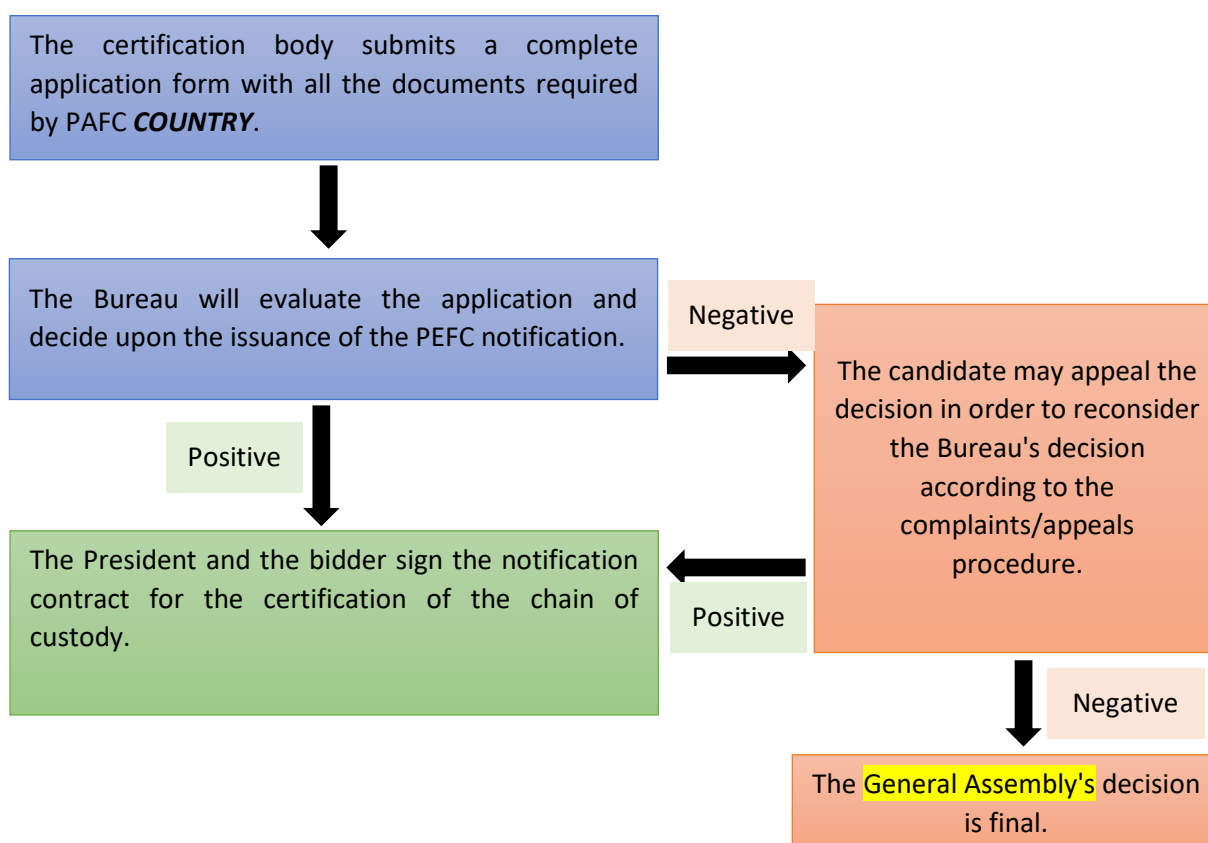 The certification body submits a complete
application form with all the documents required
by PAFC COUNTRY.
The Bureau will evaluate the application and
decide upon the issuance of the PEFC notification.
Negative
The candidate may appeal the
decision in order to reconsider
the Bureau's decision
according to the
complaints/appeals
procedure.
Positive
The President and the bidder sign the notification
contract for the certification of the chain of
custody.
Positive
Negative
The General Assembly's decision
is final.